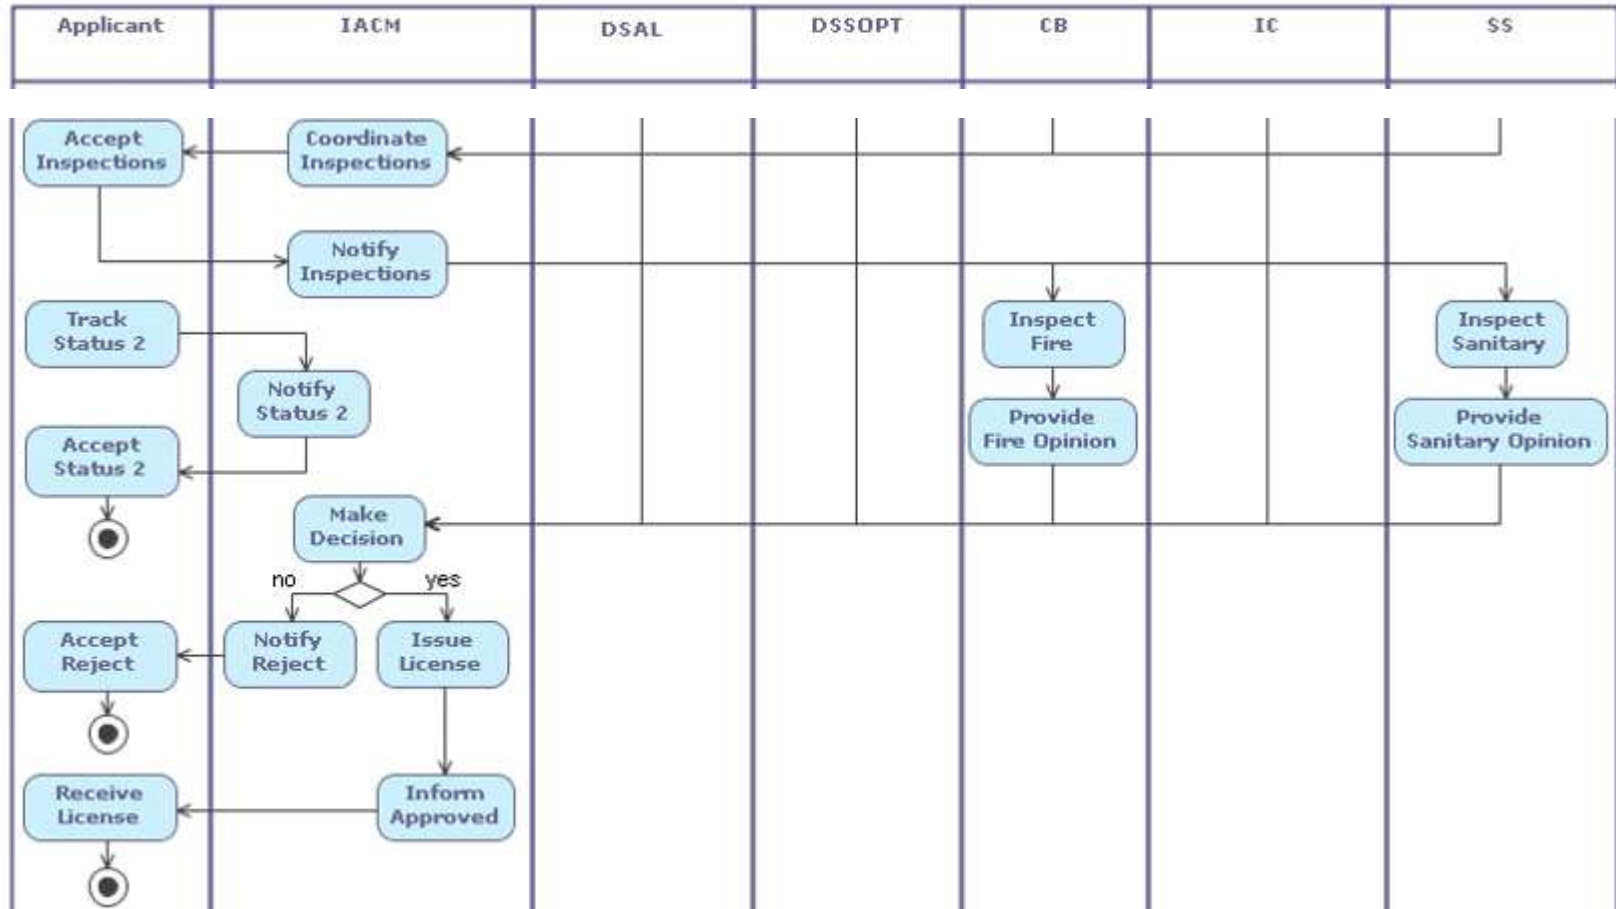 Applicant
IACM
DSAL
DSSOPT
CB
IC
SS
Accept
Inspections
Coordinate
Inspections
Notify
Inspections
Track
Status 2
Inspect
Fire
Inspect
Sanitary
Notify
Status 2
Provide
Fire Opinion
Provide
Sanitary Opinion
Accept
Status 2
Make
Decision
no
yes
Accept
Reject
Notify
Reject
Issue
License
Receive
License
Inform
Approved